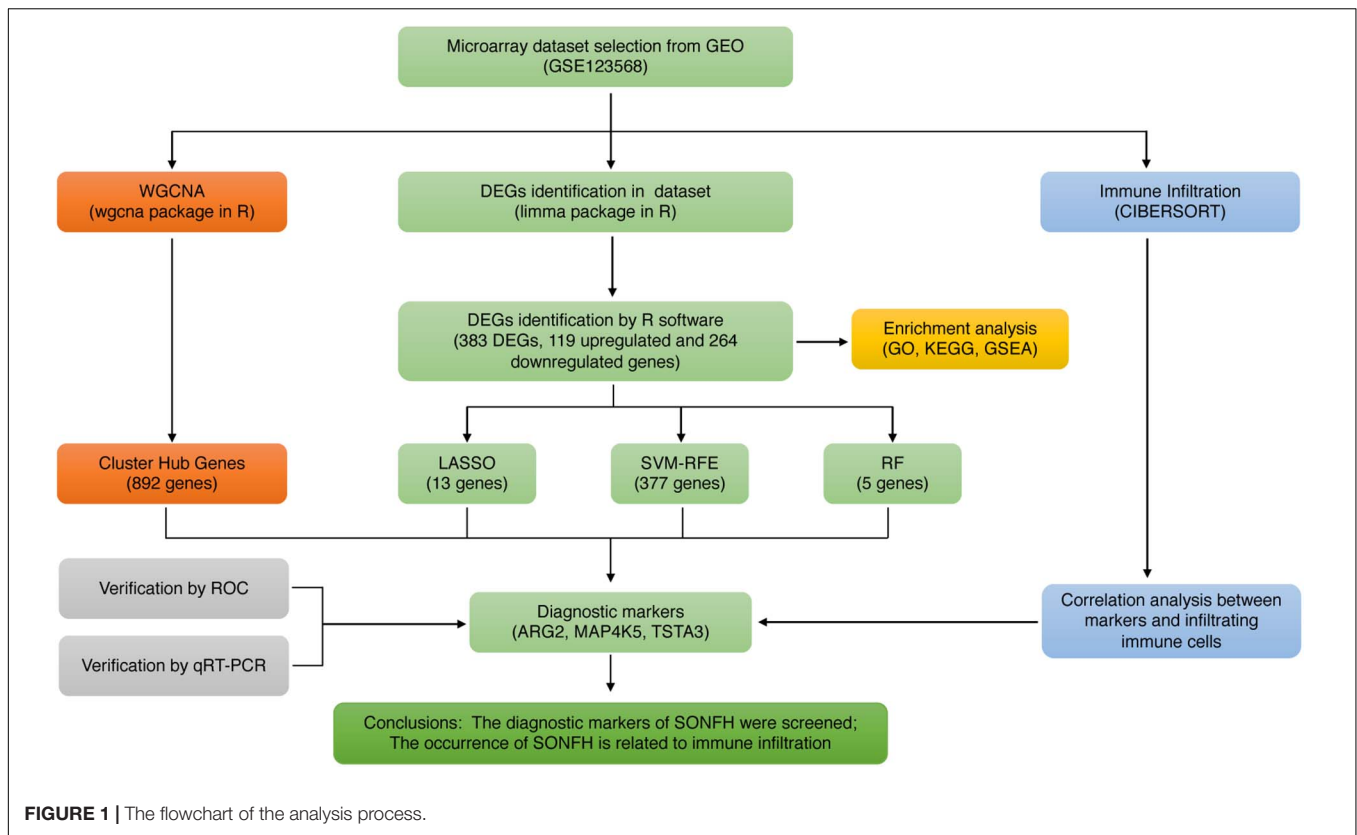 Microarray dataset selection from GEO
(GSE123568)
WGCNA
(wgcna package in R)
DEGs identification in dataset
(limma package in R)
Immune Infiltration
(CIBERSORT)
DEGs identification by R software
(383 DEGs, 119 upregulated and 264
downregulated genes)
Enrichment analysis
(GO, KEGG, GSEA)
Cluster Hub Genes
(892 genes)
LASSO
(13 genes)
SVM-RFE
(377 genes)
RF
(5 genes)
Verification by ROC
Verification by qRT-PCR
Diagnostic markers
(ARG2, MAP4K5, TSTA3)
Correlation analysis between
markers and infiltrating
immune cells
Conclusions: The diagnostic markers of SONFH were screened;
The occurrence of SONFH is related to immune infiltration
FIGURE 1 | The flowchart of the analysis process.